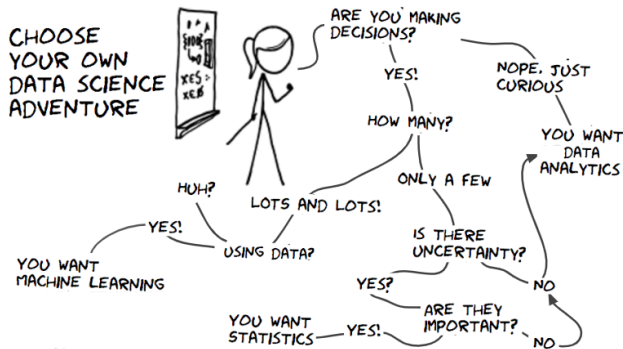 CHOOSE
YOUR OWN
DATA SCIENCE
ADVENTURE
ARE YOU MAKING
DECISIONS?
YES!
NOPE, JUST
CURIOUS
HOW MANY?
YOU WANT
DATA
ANALYTICS
ONLY A FEW
HUH?
LOTS AND LOTS!
YES!
USING DATA?
IS THERE
UNCERTAINTY?
YOU WANT
MACHINE LEARNING
YES?
NO
ARE THEY
IMPORTANT?
YOU WANT
STATISTICS
YES!
NO